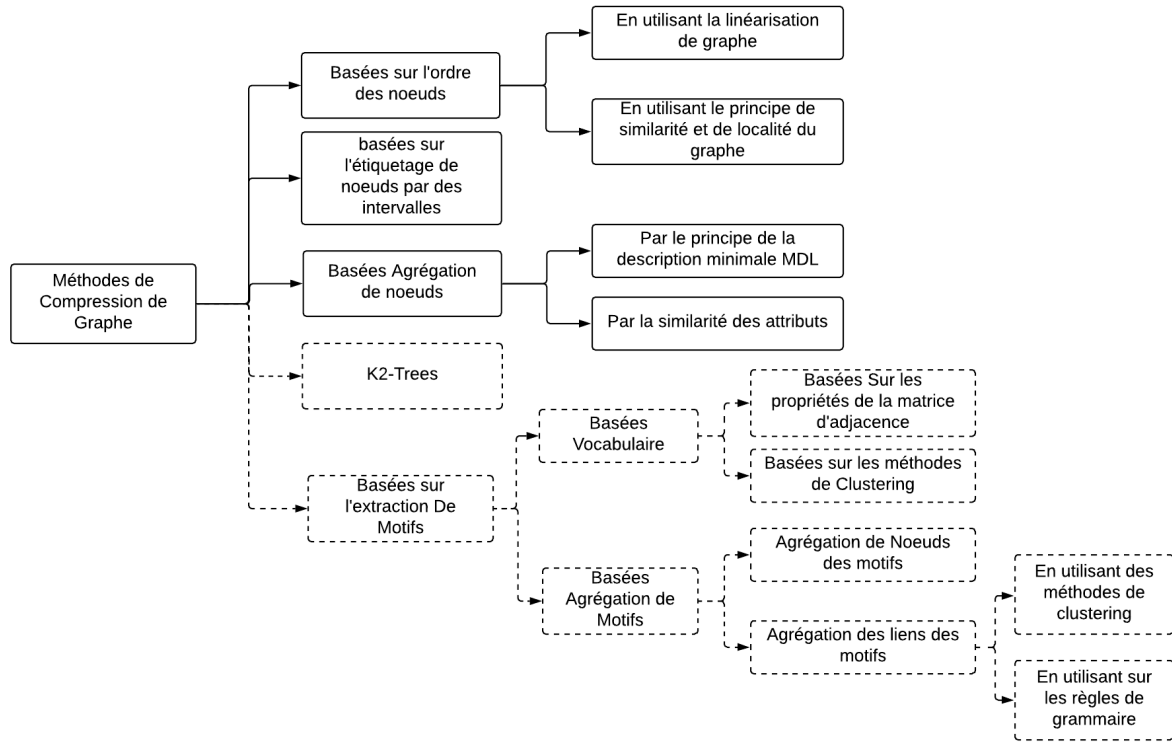 Méthodes de
Compression de
Graphe
Basées sur l'ordre
des noeuds
En utilisant la linéarisation
de graphe
En utilisant le principe de
similarité et de localité du
graphe
basées sur
l'étiquetage de
noeuds par des
intervalles
Basées Agrégation
de noeuds
Par le principe de la
description minimale MDL
Par la similarité des attributs
K2-Trees
Basées sur
l'extraction De
Motifs
Basées
Vocabulaire
Basées Sur les
propriétés de la matrice
d'adjacence
Basées sur les méthodes
de Clustering
Basées
Agrégation de
Motifs
Agrégation de Noeuds
des motifs
Agrégation des liens des
motifs
En utilisant des
méthodes de
clustering
En utilisant sur
les règles de
grammaire